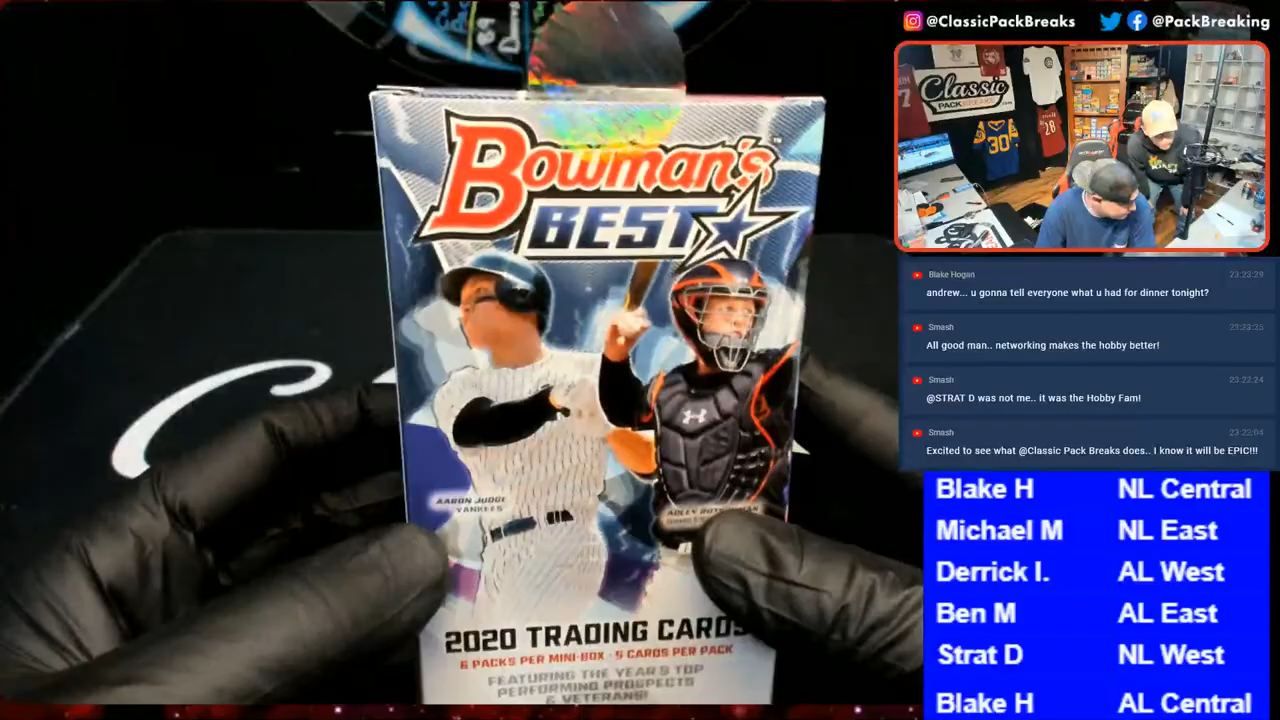 @ClassicPackBreaks
@PackBreaking
BOWMAN'S
BEST
AARON JUDGE
YANKEES
2020 TRADING CARDS
6 PACKS PER MINI-BOX · 5 CARDS PER PACK
FEATURING THE YEAR'S TOP
PERFORMING PROSPECTS
& VETERANS!
Classic
30
28
Blake Hogan
23:23:29
andrew... u gonna tell everyone what u had for dinner tonight?
Smash
23:23:25
All good man.. networking makes the hobby better!
Smash
23:22:24
@STRAT D was not me.. it was the Hobby Fam!
Smash
23:22:04
Excited to see what @Classic Pack Breaks does.. I know it will be EPIC!!!
Blake H NL Central
Michael M NL East
Derrick I. AL West
Ben M AL East
Strat D NL West
Blake H AL Central